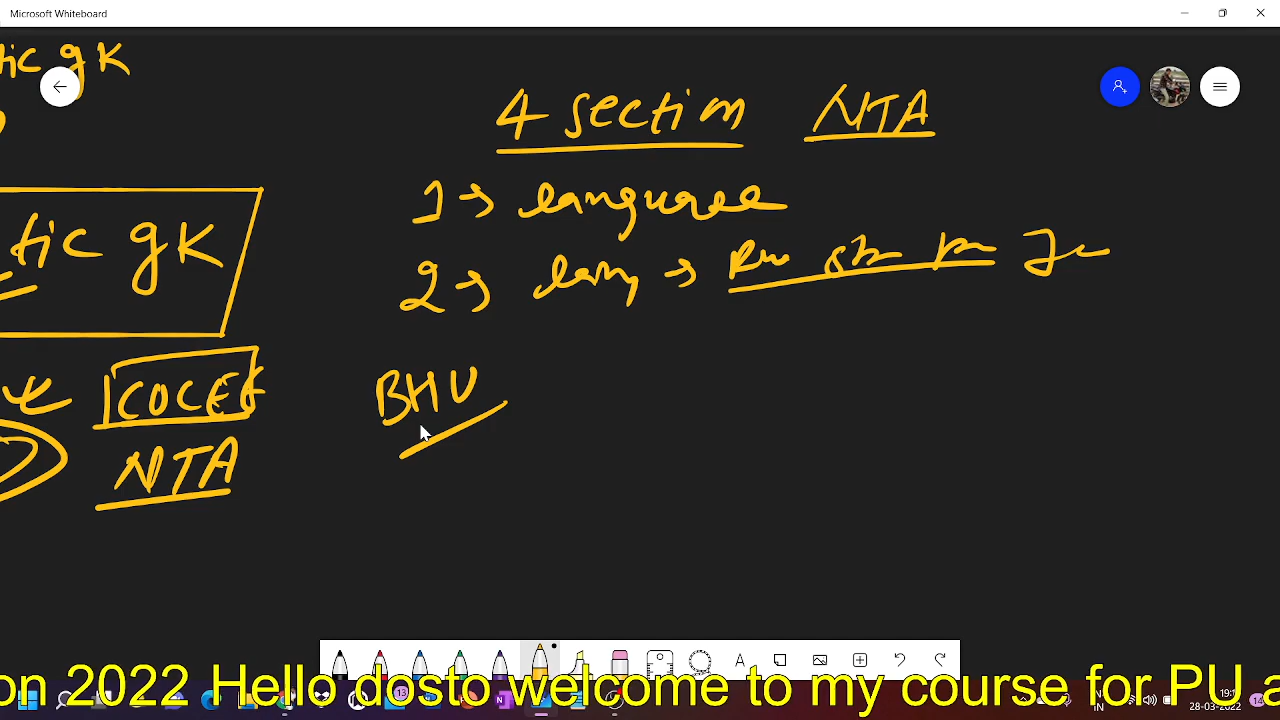 Microsoft Whiteboard
tic gK
4 section NTA
1 → language
tic gK
2 → lang →
COCEE
BHU
NTA
on 2022 Hello dosto welcome to my course for PU a
28-03-2022